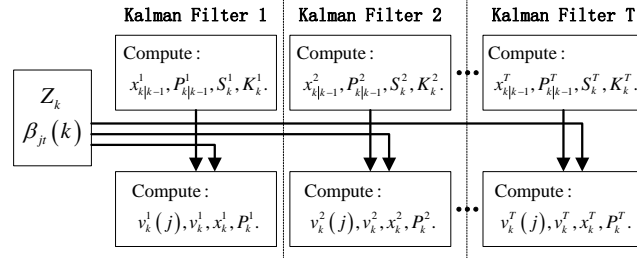 Kalman Filter 1 Kalman Filter 2 Kalman Filter T
Compute: Compute: Compute:
x^1_{k|k-1}, P^1_{k|k-1}, S^1_k, K^1_k. x^2_{k|k-1}, P^2_{k|k-1}, S^2_k, K^2_k. ••• x^T_{k|k-1}, P^T_{k|k-1}, S^T_k, K^T_k.
Z_k
β_{jt}(k)
Compute: Compute: Compute:
v^1_k(j), v^1_k, x^1_k, P^1_k. v^2_k(j), v^2_k, x^2_k, P^2_k. ••• v^T_k(j), v^T_k, x^T_k, P^T_k.